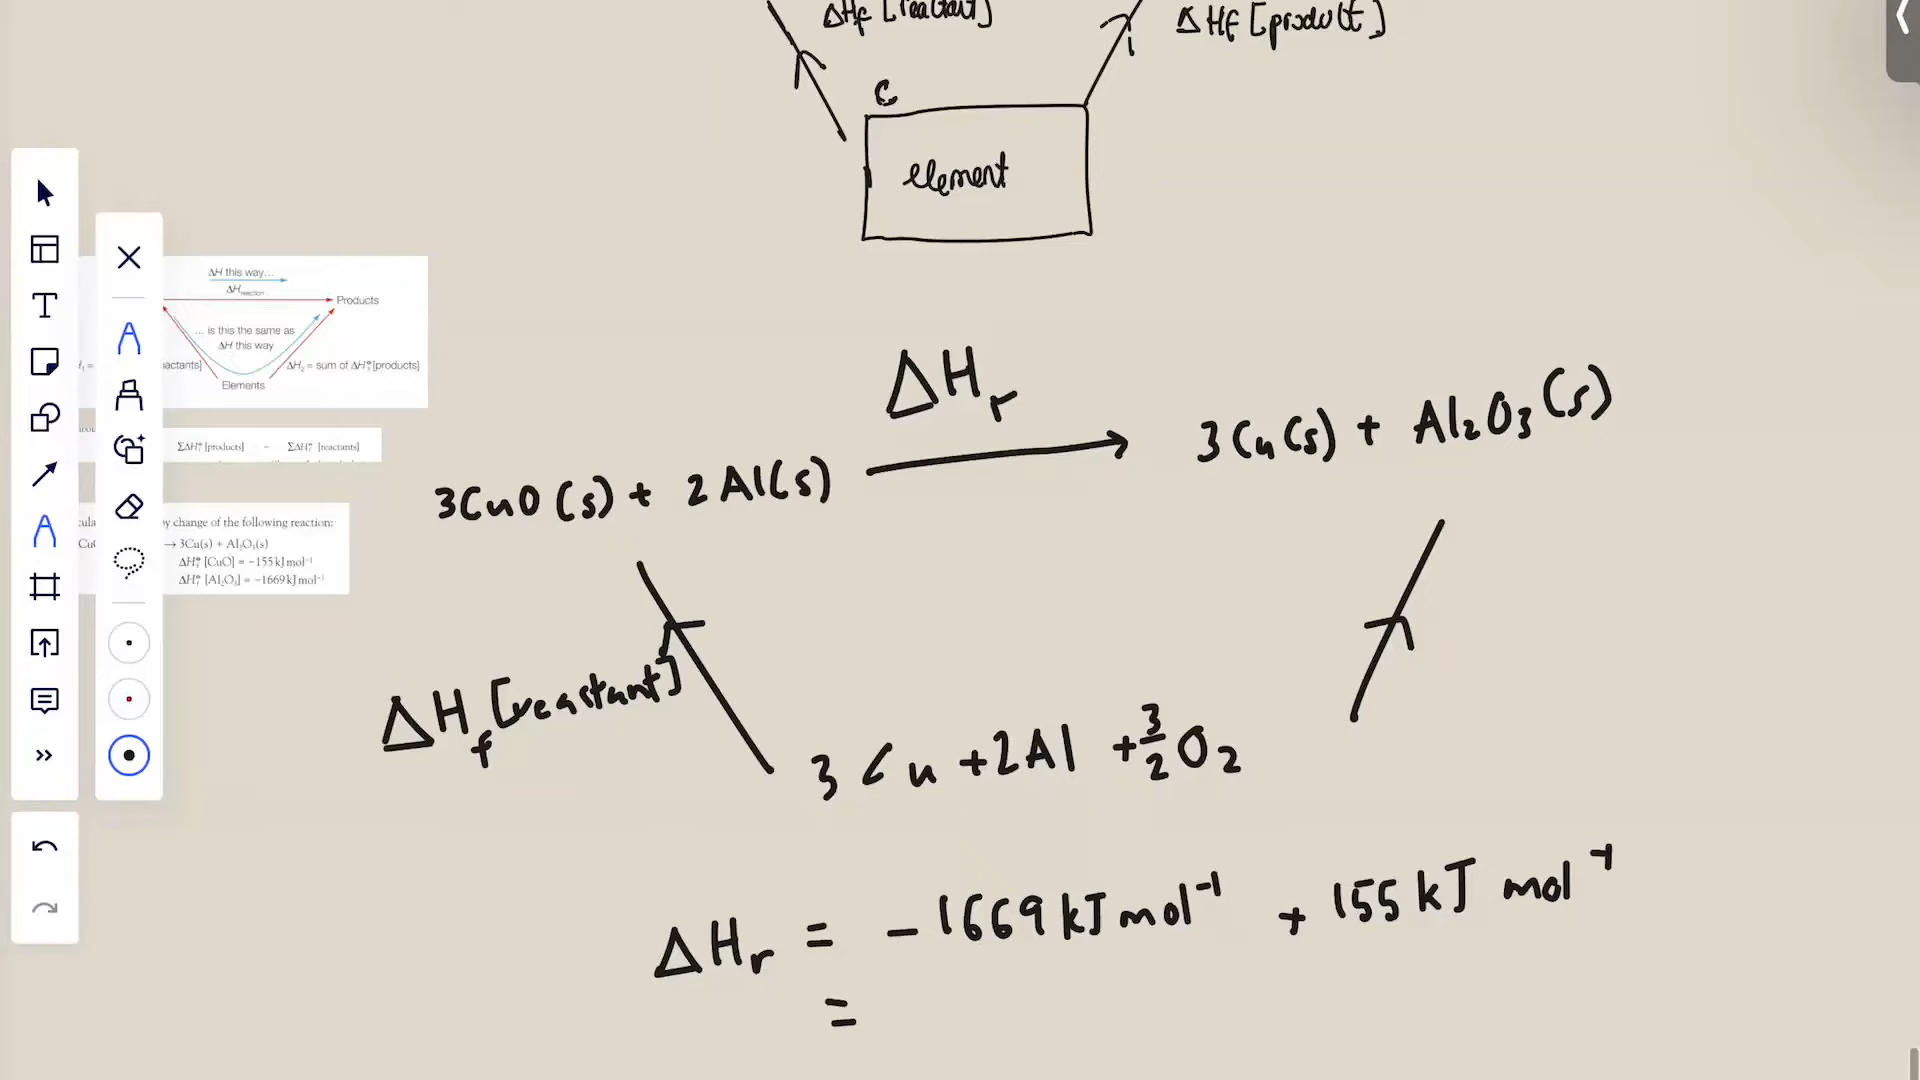 ΔHf [reactant]
ΔHf [product]
C
element
ΔH this way...
ΔHreaction
Products
... is this the same as
ΔH this way
actants]
ΔH₂ = sum of ΔHf⦵[products]
Elements
ΣΔHf⦵ [products] – ΣΔHf⦵ [reactants]
y change of the following reaction:
→ 3Cu(s) + Al₂O₃(s)
ΔHf⦵ [CuO] = −155 kJ mol⁻¹
ΔHf⦵ [Al₂O₃] = −1669 kJ mol⁻¹
ΔHr
3CuO(s) + 2Al(s)
3Cu(s) + Al₂O₃(s)
ΔHf [reactant]
3Cu + 2Al + 3/2 O₂
ΔHr = −1669 kJ mol⁻¹ + 155 kJ mol⁻¹
=